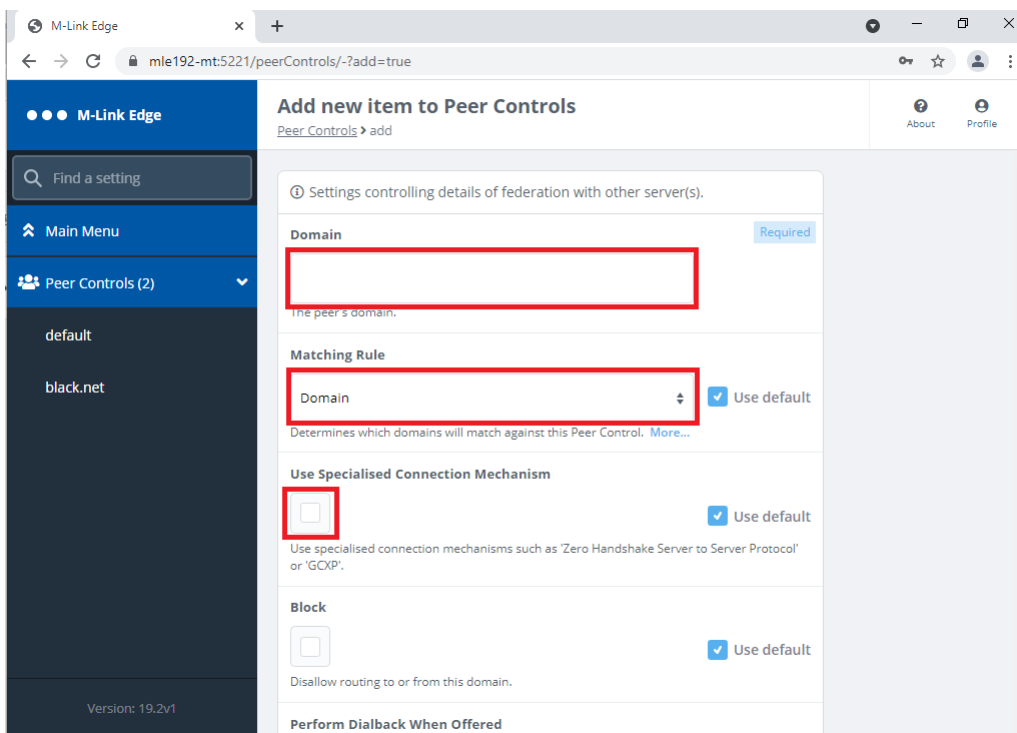 M-Link Edge
mle192-mt:5221/peerControls/-?add=true
M-Link Edge
Add new item to Peer Controls
Peer Controls > add
About
Profile
Find a setting
Main Menu
Peer Controls (2)
default
black.net
Version: 19.2v1
Settings controlling details of federation with other server(s).
Domain
Required
The peer's domain.
Matching Rule
Domain
Use default
Determines which domains will match against this Peer Control. More...
Use Specialised Connection Mechanism
Use default
Use specialised connection mechanisms such as 'Zero Handshake Server to Server Protocol'
or 'GCXP'.
Block
Use default
Disallow routing to or from this domain.
Perform Dialback When Offered